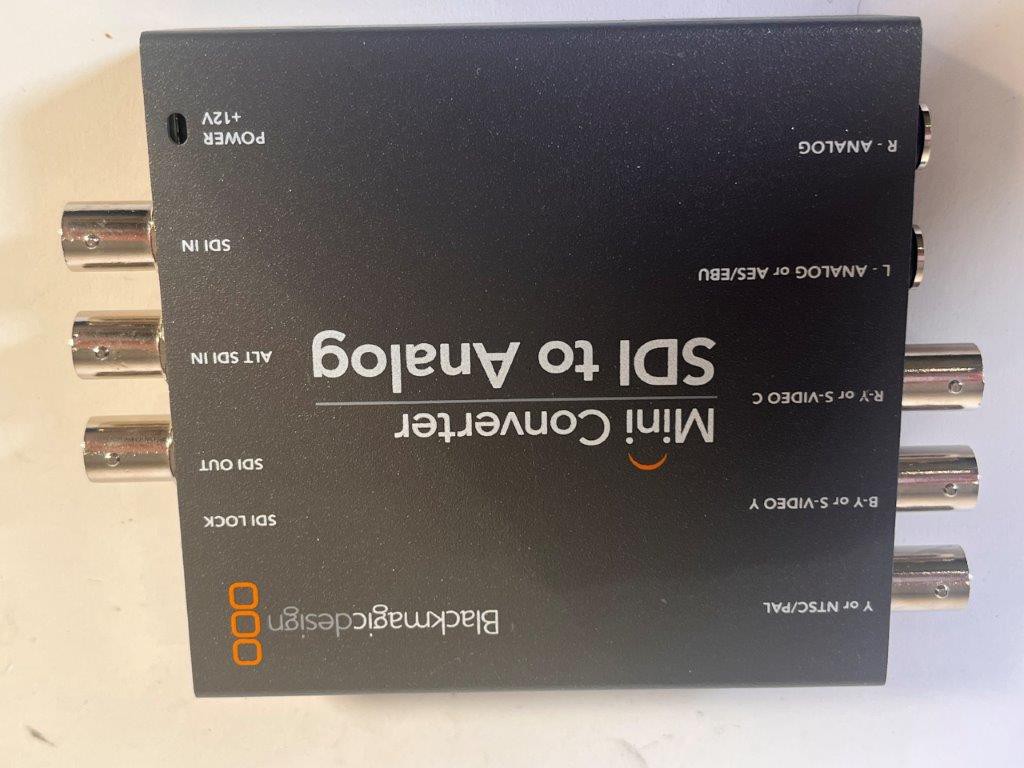 Blackmagicdesign
Y or NTSC/PAL
B-Y or S-VIDEO Y
R-Y or S-VIDEO C
L - ANALOG or AES/EBU
R - ANALOG
Mini Converter
SDI to Analog
SDI LOCK
SDI OUT
ALT SDI IN
SDI IN
POWER
+12V